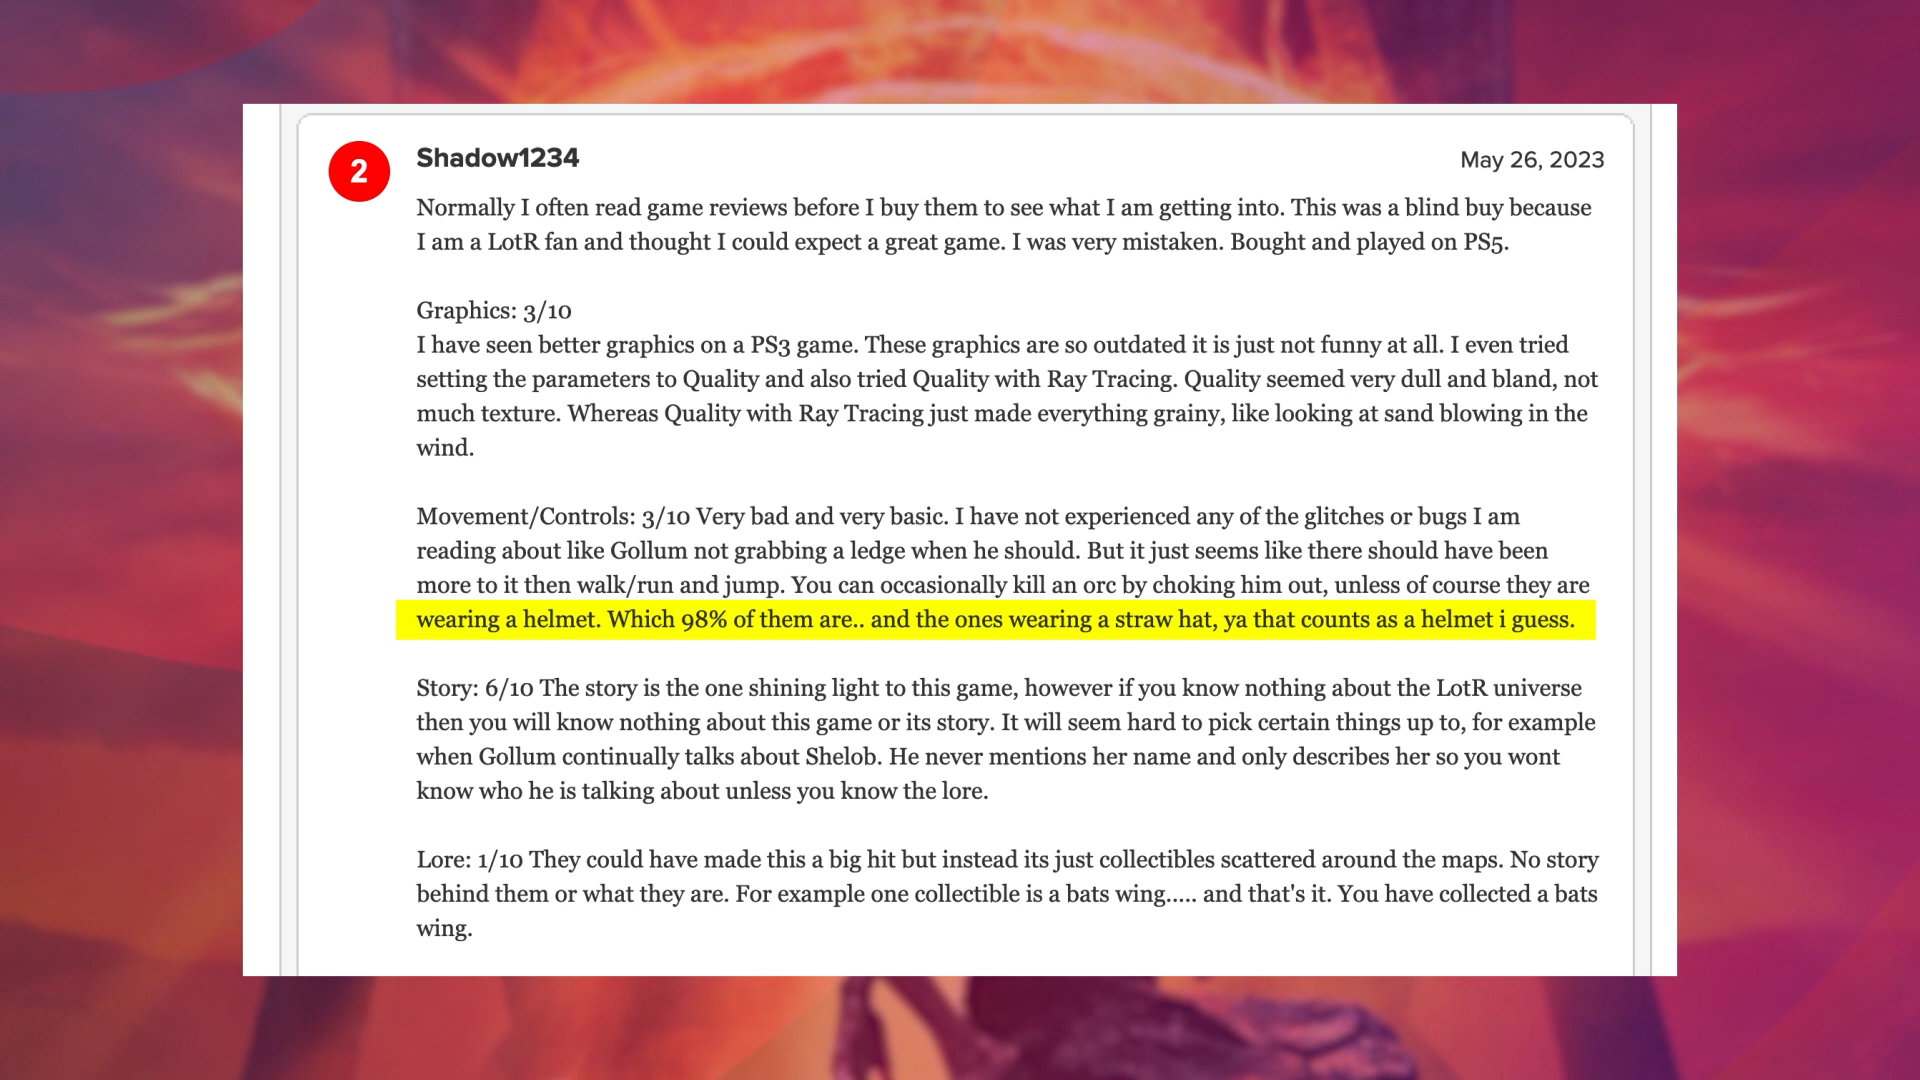 2
Shadow1234
May 26, 2023
Normally I often read game reviews before I buy them to see what I am getting into. This was a blind buy because
I am a LotR fan and thought I could expect a great game. I was very mistaken. Bought and played on PS5.
Graphics: 3/10
I have seen better graphics on a PS3 game. These graphics are so outdated it is just not funny at all. I even tried
setting the parameters to Quality and also tried Quality with Ray Tracing. Quality seemed very dull and bland, not
much texture. Whereas Quality with Ray Tracing just made everything grainy, like looking at sand blowing in the
wind.
Movement/Controls: 3/10 Very bad and very basic. I have not experienced any of the glitches or bugs I am
reading about like Gollum not grabbing a ledge when he should. But it just seems like there should have been
more to it then walk/run and jump. You can occasionally kill an orc by choking him out, unless of course they are
wearing a helmet. Which 98% of them are.. and the ones wearing a straw hat, ya that counts as a helmet i guess.
Story: 6/10 The story is the one shining light to this game, however if you know nothing about the LotR universe
then you will know nothing about this game or its story. It will seem hard to pick certain things up to, for example
when Gollum continually talks about Shelob. He never mentions her name and only describes her so you wont
know who he is talking about unless you know the lore.
Lore: 1/10 They could have made this a big hit but instead its just collectibles scattered around the maps. No story
behind them or what they are. For example one collectible is a bats wing..... and that's it. You have collected a bats
wing.